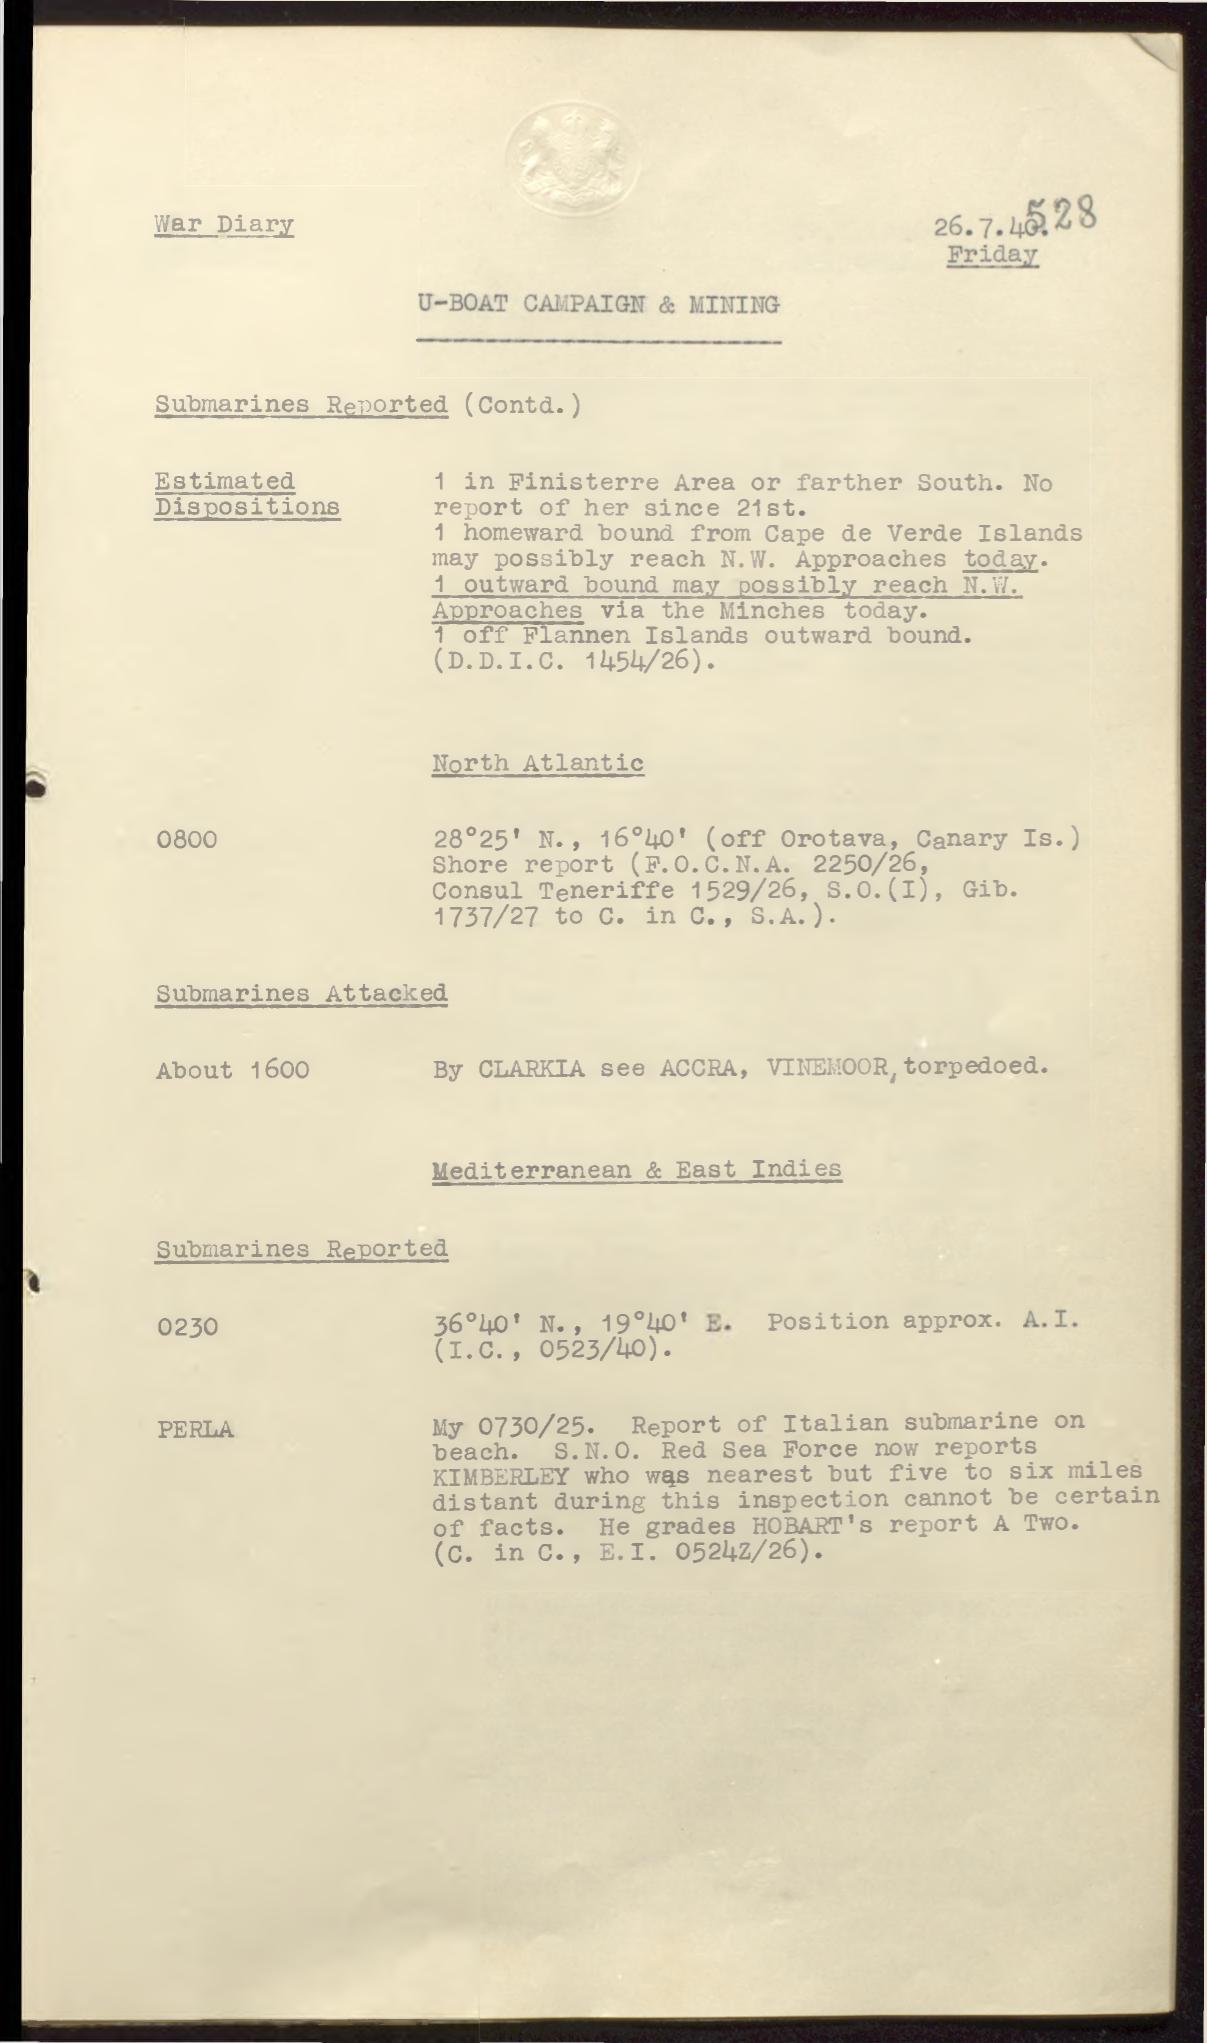 War Diary
26.7.40.
528
Friday
U-BOAT CAMPAIGN & MINING
Submarines Reported (Contd.)
Estimated Dispositions
1 in Finisterre Area or farther South. No
report of her since 21st.
1 homeward bound from Cape de Verde Islands
may possibly reach N.W. Approaches today.
1 outward bound may possibly reach N.W.
Approaches via the Minches today.
1 off Flannen Islands outward bound.
(D.D.I.C. 1454/26).
North Atlantic
0800
28°25' N., 16°40' (off Orotava, Canary Is.)
Shore report (F.O.C.N.A. 2250/26,
Consul Teneriffe 1529/26, S.O.(I), Gib.
1737/27 to C. in C., S.A.).
Submarines Attacked
About 1600
By CLARKIA see ACCRA, VINEMOOR, torpedoed.
Mediterranean & East Indies
Submarines Reported
0230
36°40' N., 19°40' E. Position approx. A.I.
(I.C., 0523/40).
PERLA
My 0730/25. Report of Italian submarine on
beach. S.N.O. Red Sea Force now reports
KIMBERLEY who was nearest but five to six miles
distant during this inspection cannot be certain
of facts. He grades HOBART's report A Two.
(C. in C., E.I. 0524Z/26).